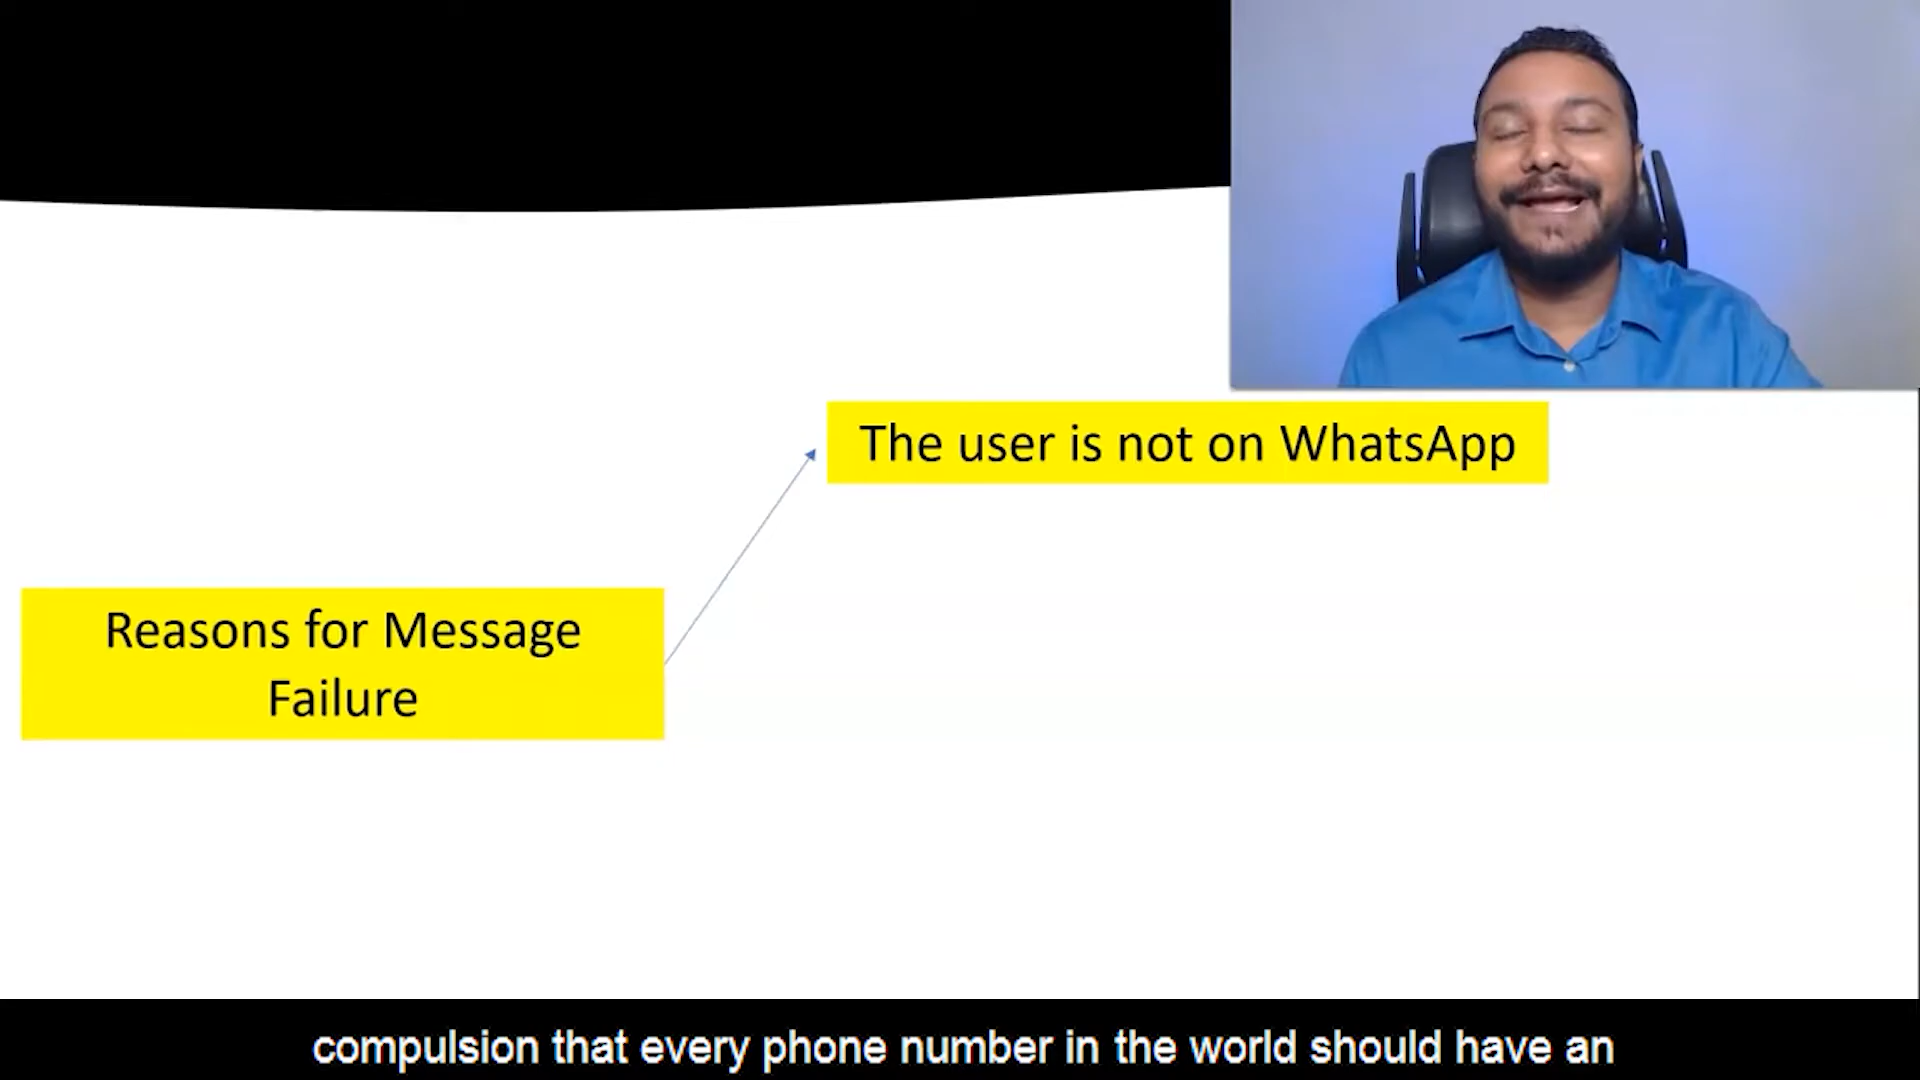 The user is not on WhatsApp
Reasons for Message
Failure
compulsion that every phone number in the world should have an